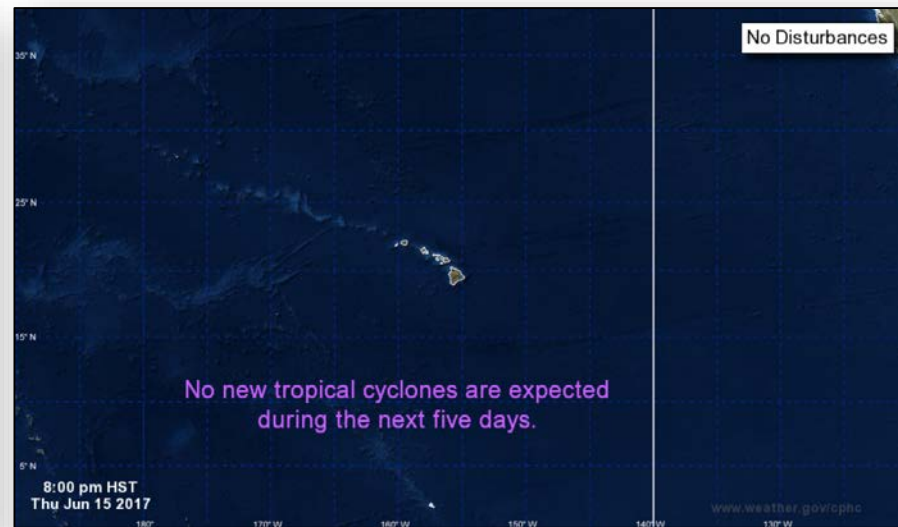 No Disturbances
35° N
25° N
15° N
No new tropical cyclones are expected
during the next five days.
5° N
8:00 pm HST
Thu Jun 15 2017
www.weather.gov/cphc
180°
170° W
160° W
150° W
140° W
130° W